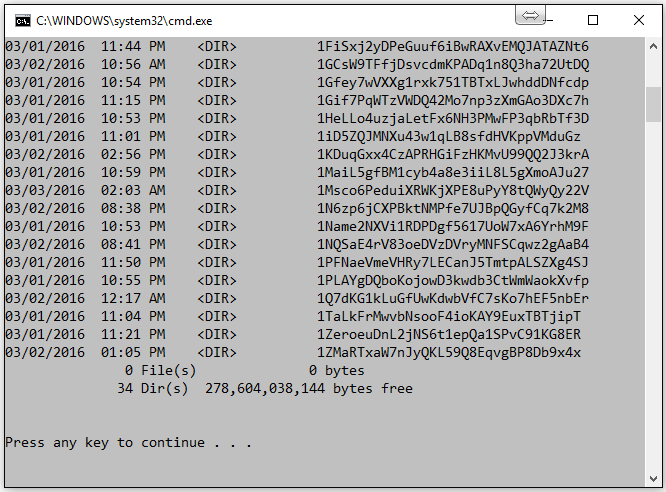 C:\WINDOWS\system32\cmd.exe
03/01/2016  11:44 PM    <DIR>          1FiSxj2yDPeGuuf6iBwRAXvEMQJATAZNt6
03/02/2016  10:56 AM    <DIR>          1GCsW9TFfjDsvcdmKPADq1n8Q3ha72UtDQ
03/01/2016  10:54 PM    <DIR>          1Gfey7wVXXg1rxk751TBTxLJwhddDNfcdp
03/01/2016  11:15 PM    <DIR>          1Gif7PqWTzVWDQ42Mo7np3zXmGAo3DXc7h
03/01/2016  10:53 PM    <DIR>          1HeLLo4uzjaLetFx6NH3PMwFP3qbRbTf3D
03/01/2016  11:01 PM    <DIR>          1iD5ZQJMNXu43w1qLB8sfdHVKppVMduGz
03/02/2016  02:56 PM    <DIR>          1KDuqGxx4CzAPRHGiFzHKMvU99QQ2J3krA
03/01/2016  10:59 PM    <DIR>          1MaiL5gfBM1cyb4a8e3iiL8L5gXmoAJu27
03/03/2016  02:03 AM    <DIR>          1Msco6PeduiXRWKjXPE8uPyY8tQWyQy22V
03/02/2016  08:38 PM    <DIR>          1N6zp6jCXPBktNMPfe7UJBpQGyfCq7k2M8
03/01/2016  10:53 PM    <DIR>          1Name2NXVi1RDPDgf5617UoW7xA6YrhM9F
03/02/2016  08:41 PM    <DIR>          1NQSaE4rV83oeDVzDVryMNFSCqwz2gAaB4
03/01/2016  11:50 PM    <DIR>          1PFNaeVmeVHRy7LECanJ5TmtpALSZXg4SJ
03/01/2016  10:55 PM    <DIR>          1PLAYgDQboKojowD3kwdb3CtWmWaokXvfp
03/02/2016  12:17 AM    <DIR>          1Q7dKG1kLuGfUwKdwbVfC7sKo7hEF5nbEr
03/01/2016  11:04 PM    <DIR>          1TaLkFrMwvbNsooF4ioKAY9EuxTBTjipT
03/01/2016  11:21 PM    <DIR>          1ZeroeuDnL2jNS6t1epQa1SPvC91KG8ER
03/02/2016  01:05 PM    <DIR>          1ZMaRTxaW7nJyQKL59Q8EqvgBP8Db9x4x
               0 File(s)              0 bytes
              34 Dir(s)  278,604,038,144 bytes free
Press any key to continue . . .